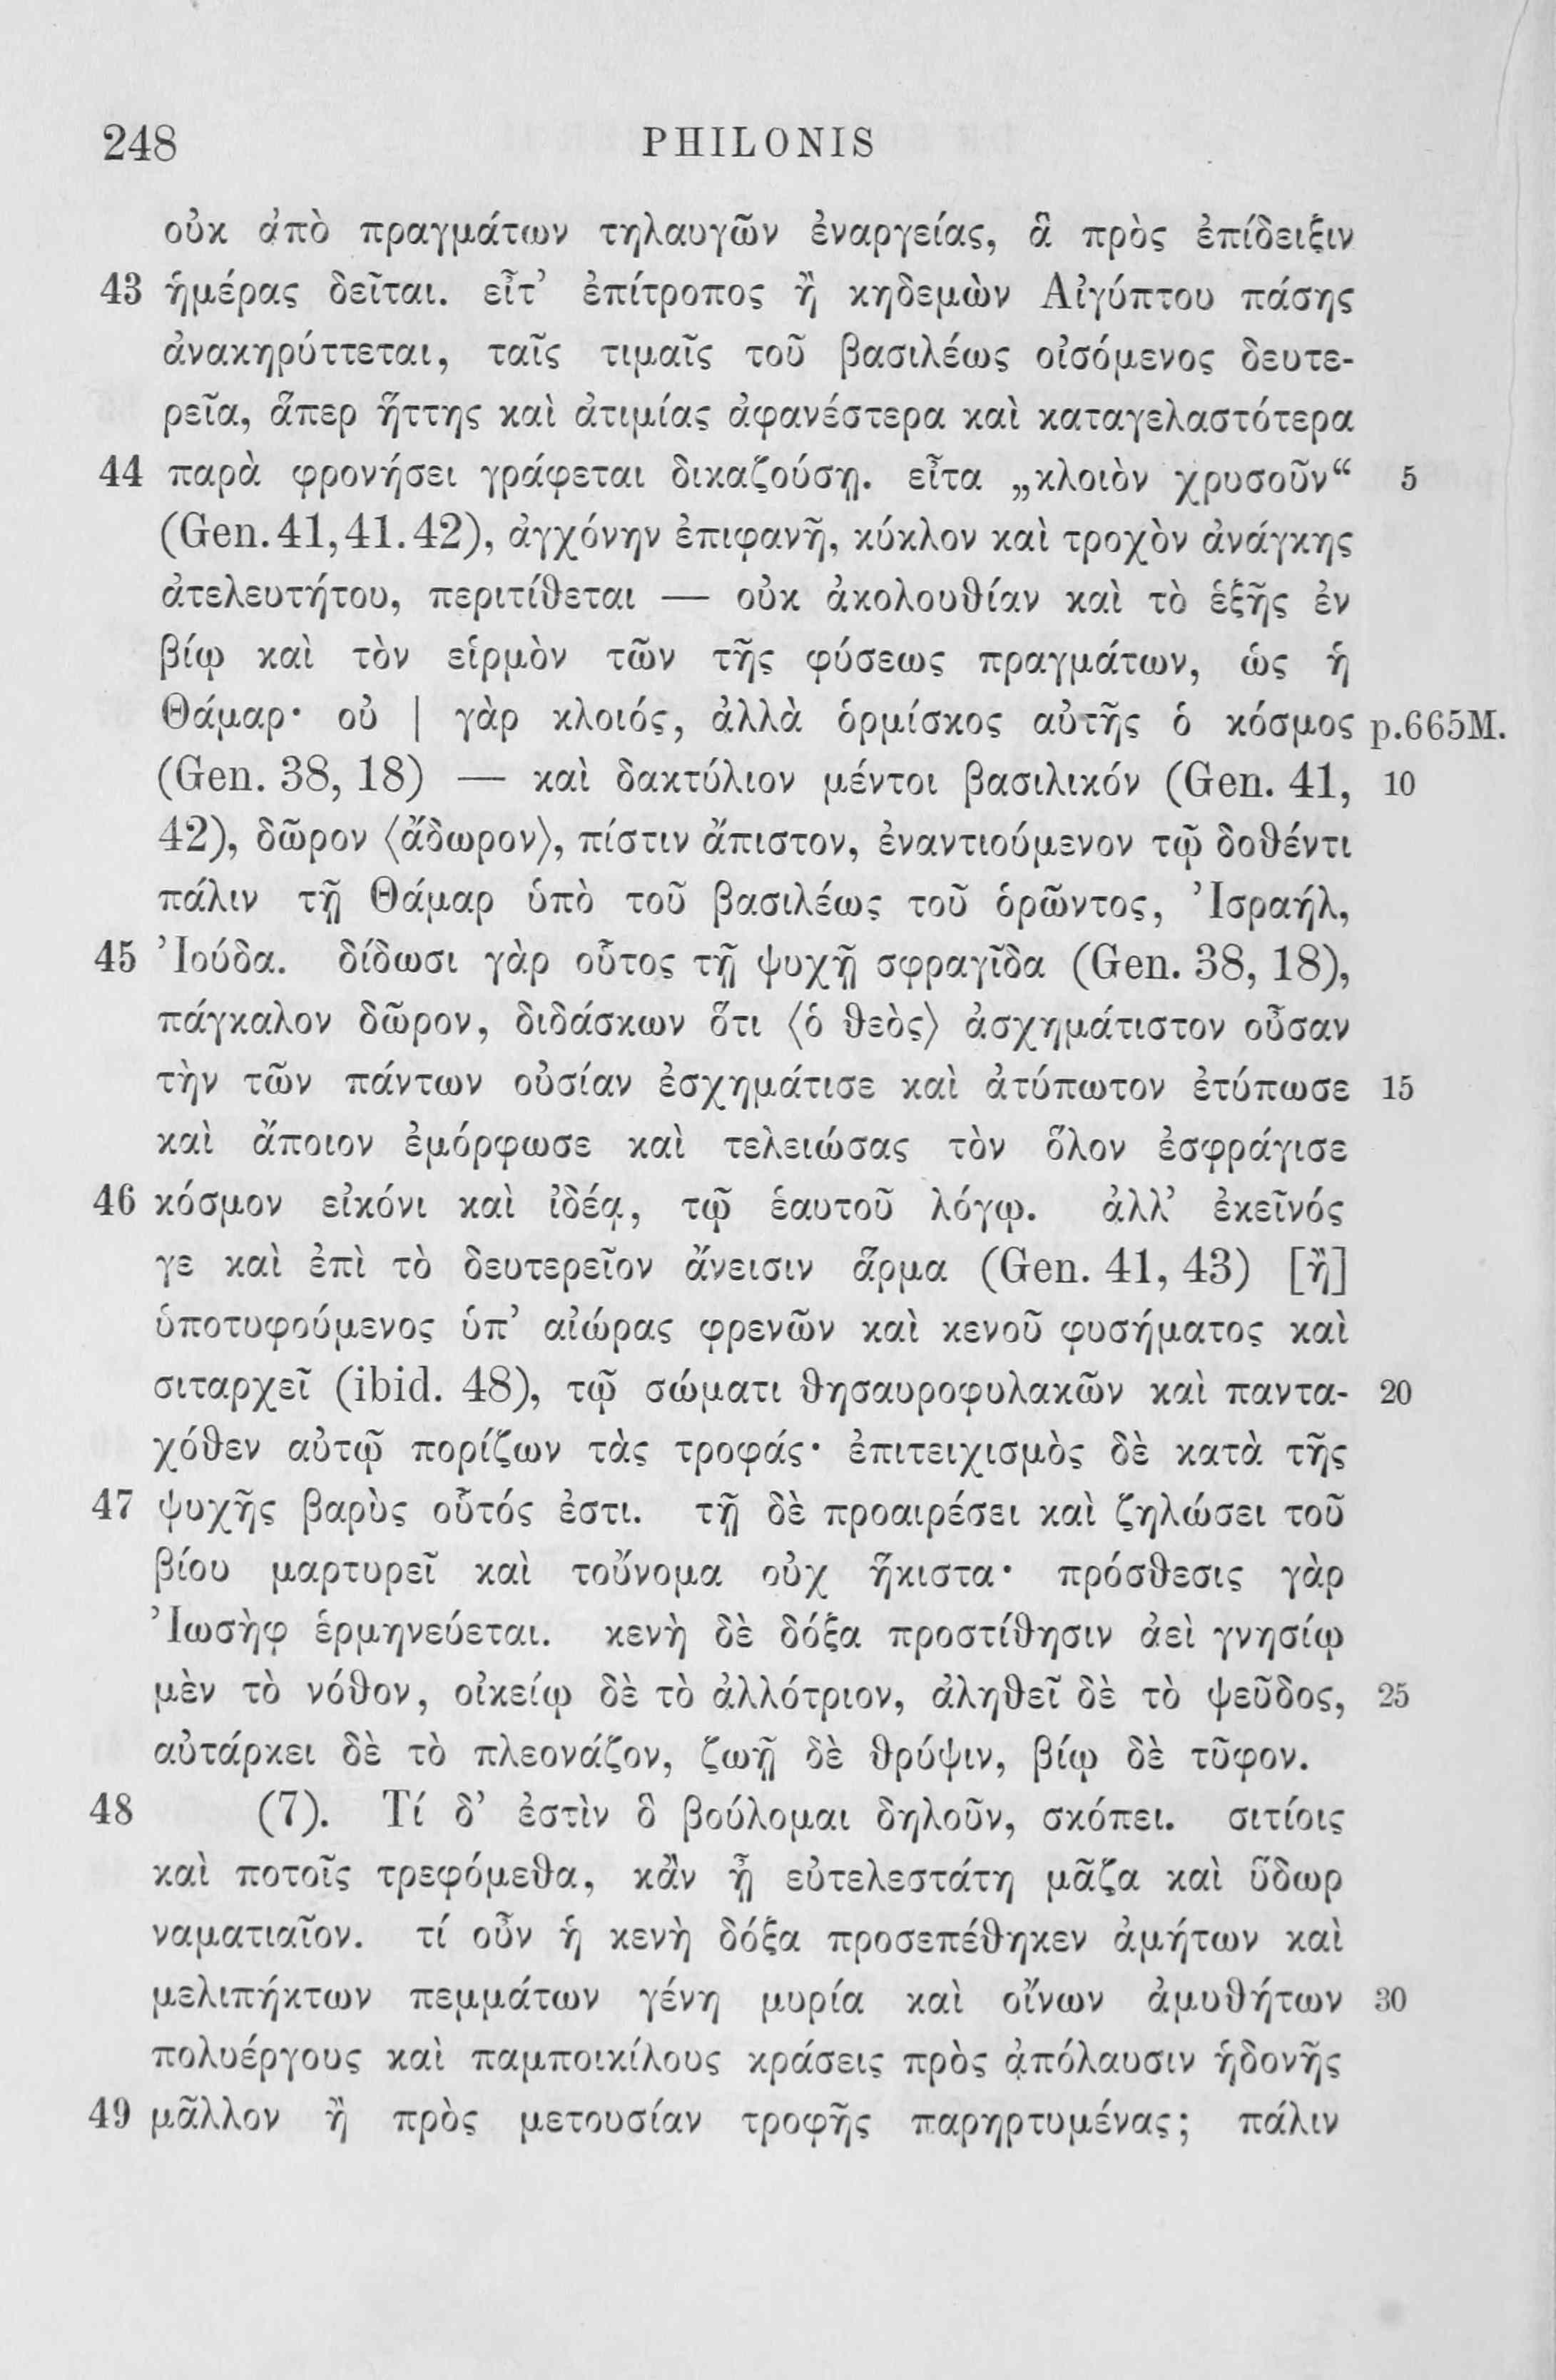 248 PHILONIS
οὐκ ἀπὸ πραγμάτων τηλαυγῶν ἐναργείας, ἃ πρὸς ἐπίδειξιν
43 ἡμέρας δεῖται. εἶτ’ ἐπίτροπος ἢ κηδεμὼν Αἰγύπτου πάσης
ἀνακηρύττεται, ταῖς τιμαῖς τοῦ βασιλέως οἰσόμενος δευτε-
ρεῖα, ἅπερ ἥττης καὶ ἀτιμίας ἀφανέστερα καὶ καταγελαστότερα
44 παρὰ φρονήσει γράφεται δικαζούσῃ. εἶτα „κλοιὸν χρυσοῦν“ 5
(Gen. 41, 41. 42), ἀγχόνην ἐπιφανῆ, κύκλον καὶ τροχὸν ἀνάγκης
ἀτελευτήτου, περιτίθεται — οὐκ ἀκολουθίαν καὶ τὸ ἑξῆς ἐν
βίῳ καὶ τὸν εἱρμὸν τῶν τῆς φύσεως πραγμάτων, ὡς ἡ
Θάμαρ· οὐ | γὰρ κλοιός, ἀλλὰ ὁρμίσκος αὐτῆς ὁ κόσμος p.665M.
(Gen. 38, 18) — καὶ δακτύλιον μέντοι βασιλικόν (Gen. 41, 10
42), δῶρον ⟨ἄδωρον⟩, πίστιν ἄπιστον, ἐναντιούμενον τῷ δοθέντι
πάλιν τῇ Θάμαρ ὑπὸ τοῦ βασιλέως τοῦ ὁρῶντος, Ἰσραήλ,
45 Ἰούδα. δίδωσι γὰρ οὗτος τῇ ψυχῇ σφραγῖδα (Gen. 38, 18),
πάγκαλον δῶρον, διδάσκων ὅτι ⟨ὁ θεὸς⟩ ἀσχημάτιστον οὖσαν
τὴν τῶν πάντων οὐσίαν ἐσχημάτισε καὶ ἀτύπωτον ἐτύπωσε 15
καὶ ἄποιον ἐμόρφωσε καὶ τελειώσας τὸν ὅλον ἐσφράγισε
46 κόσμον εἰκόνι καὶ ἰδέᾳ, τῷ ἑαυτοῦ λόγῳ. ἀλλ’ ἐκεῖνός
γε καὶ ἐπὶ τὸ δευτερεῖον ἄνεισιν ἅρμα (Gen. 41, 43) [ἢ]
ὑποτυφούμενος ὑπ’ αἰώρας φρενῶν καὶ κενοῦ φυσήματος καὶ
σιταρχεῖ (ibid. 48), τῷ σώματι θησαυροφυλακῶν καὶ παντα- 20
χόθεν αὐτῷ πορίζων τὰς τροφάς· ἐπιτειχισμὸς δὲ κατὰ τῆς
47 ψυχῆς βαρὺς οὗτός ἐστι. τῇ δὲ προαιρέσει καὶ ζηλώσει τοῦ
βίου μαρτυρεῖ καὶ τοὔνομα οὐχ ἥκιστα· πρόσθεσις γὰρ
Ἰωσὴφ ἑρμηνεύεται. κενὴ δὲ δόξα προστίθησιν ἀεὶ γνησίῳ
μὲν τὸ νόθον, οἰκείῳ δὲ τὸ ἀλλότριον, ἀληθεῖ δὲ τὸ ψεῦδος, 25
αὐτάρκει δὲ τὸ πλεονάζον, ζωῇ δὲ θρύψιν, βίῳ δὲ τῦφον.
48 (7). Τί δ’ ἐστὶν ὃ βούλομαι δηλοῦν, σκόπει. σιτίοις
καὶ ποτοῖς τρεφόμεθα, κἂν ᾖ εὐτελεστάτη μᾶζα καὶ ὕδωρ
ναματιαῖον. τί οὖν ἡ κενὴ δόξα προσεπέθηκεν ἀμήτων καὶ
μελιπήκτων πεμμάτων γένη μυρία καὶ οἴνων ἀμυθήτων 30
πολυέργους καὶ παμποικίλους κράσεις πρὸς ἀπόλαυσιν ἡδονῆς
49 μᾶλλον ἢ πρὸς μετουσίαν τροφῆς παρηρτυμένας; πάλιν